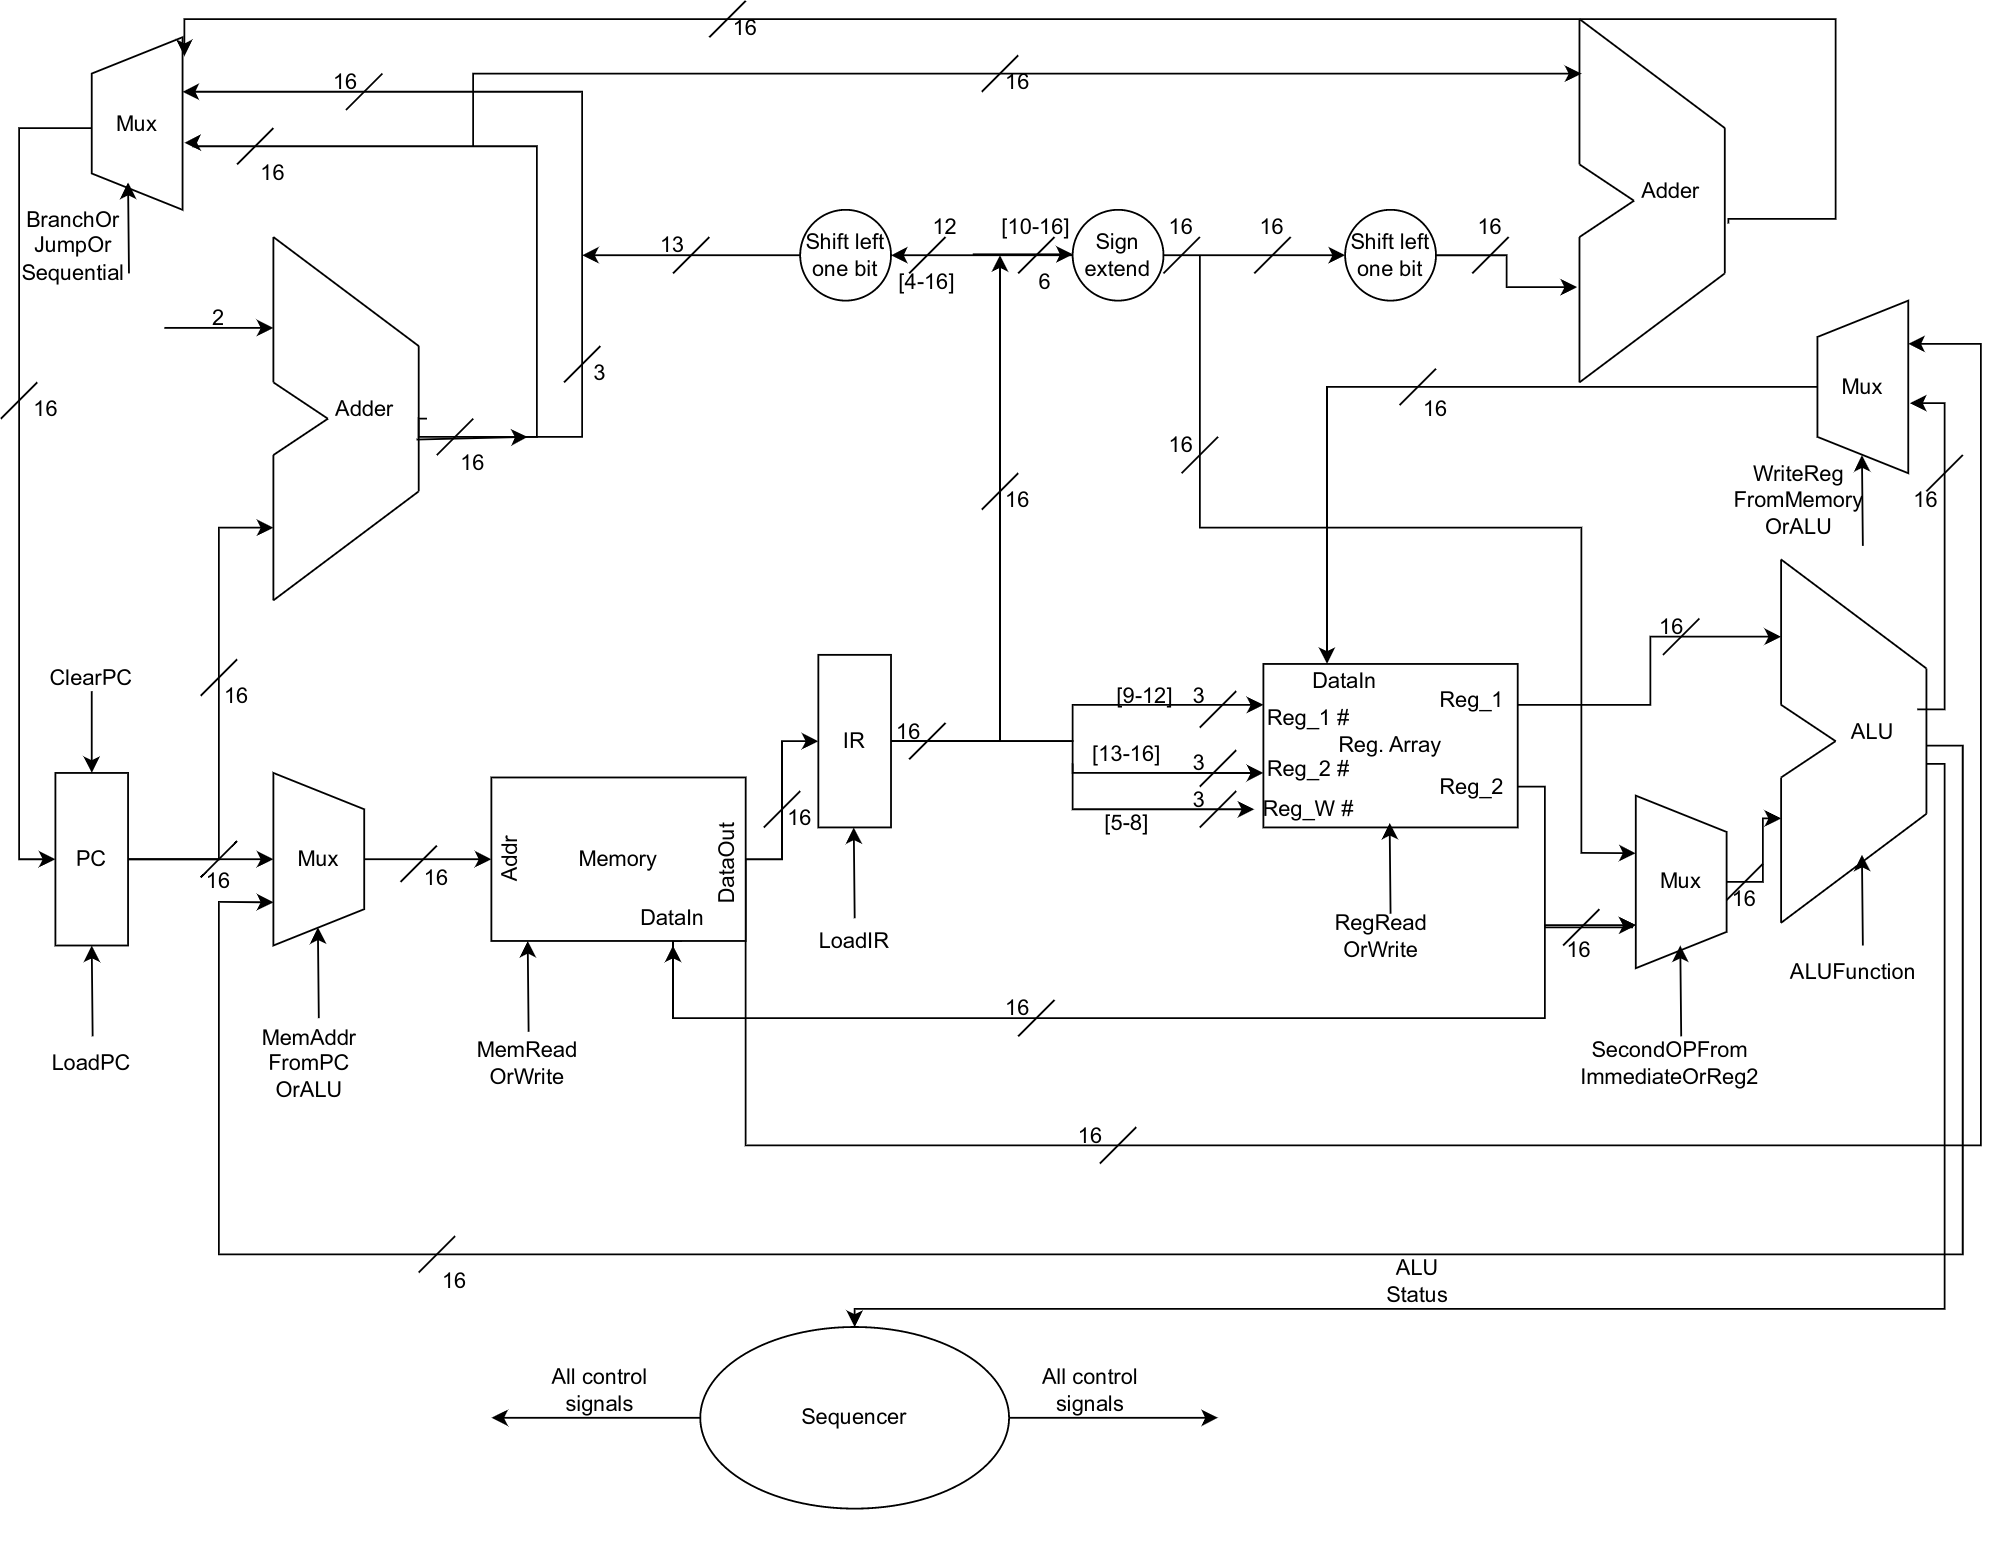 16
16
16
Mux
16
16
BranchOr
JumpOr
Sequential
Adder
13
Shift left
one bit
12
[4-16]
[10-16]
6
Sign
extend
16
16
Shift left
one bit
16
2
3
16
Adder
16
16
Mux
16
16
16
WriteReg
FromMemory
OrALU
16
ClearPC
16
16
DataIn
Reg_1
[9-12]
3
Reg_1 #
Reg. Array
[13-16]
3
Reg_2 #
Reg_2
3
Reg_W #
[5-8]
IR
16
ALU
16
PC
16
Mux
16
Addr
Memory
DataOut
DataIn
Mux
16
16
LoadIR
RegRead
OrWrite
ALUFunction
LoadPC
MemAddr
FromPC
OrALU
MemRead
OrWrite
16
SecondOPFrom
ImmediateOrReg2
16
16
ALU
Status
All control
signals
Sequencer
All control
signals